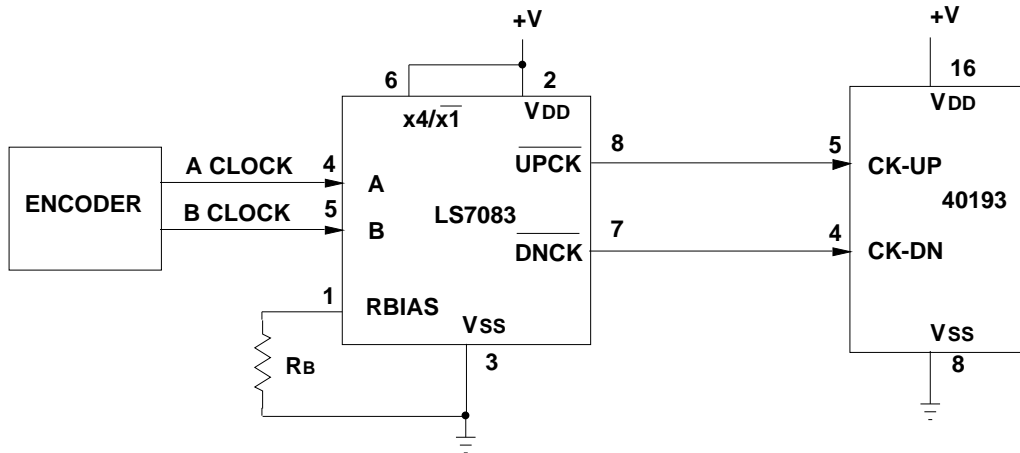 +V
+V
6
2
16
x4/x̅1̅
VDD
VDD
A CLOCK
4
UPCK
8
5
CK-UP
A
ENCODER
B CLOCK
5
LS7083
40193
B
DNCK
7
4
CK-DN
1
RBIAS
VSS
VSS
RB
3
8